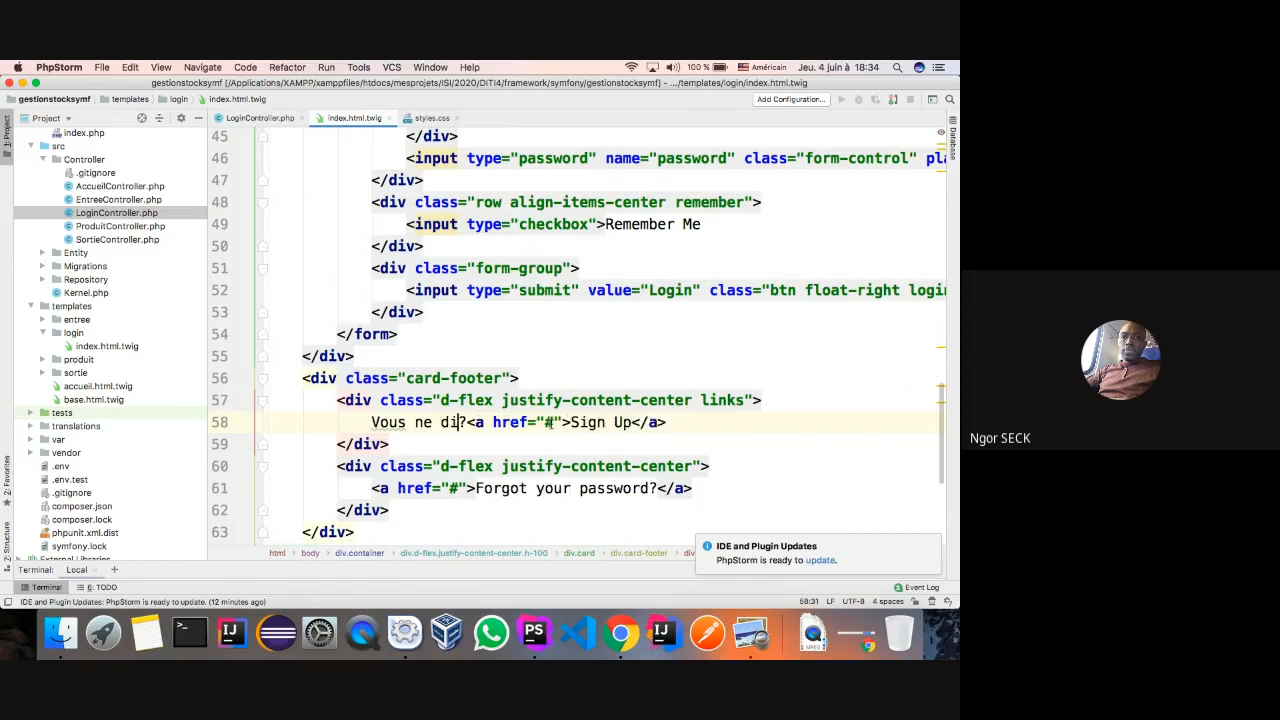 PhpStorm File Edit View Navigate Code Refactor Run Tools VCS Window Help 100 % Américain Jeu. 4 juin à 18:34
gestionstocksymf [/Applications/XAMPP/xamppfiles/htdocs/mesprojets/ISI/2020/DITI4/framework/symfony/gestionstocksymf] - .../templates/login/index.html.twig
gestionstocksymf templates login index.html.twig Add Configuration...
Project LoginController.php index.html.twig styles.css
1: Project
Database
index.php
src
Controller
.gitignore
AccueilController.php
EntreeController.php
LoginController.php
ProduitController.php
SortieController.php
Entity
Migrations
Repository
Kernel.php
templates
entree
login
index.html.twig
produit
sortie
accueil.html.twig
base.html.twig
tests
translations
var
vendor
.env
.env.test
.gitignore
composer.json
composer.lock
phpunit.xml.dist
symfony.lock
External Libraries
2: Favorites
7: Structure
45 </div>
46 <input type="password" name="password" class="form-control" pla
47 </div>
48 <div class="row align-items-center remember">
49 <input type="checkbox">Remember Me
50 </div>
51 <div class="form-group">
52 <input type="submit" value="Login" class="btn float-right login
53 </div>
54 </form>
55 </div>
56 <div class="card-footer">
57 <div class="d-flex justify-content-center links">
58 Vous ne di?<a href="#">Sign Up</a>
59 </div>
60 <div class="d-flex justify-content-center">
61 <a href="#">Forgot your password?</a>
62 </div>
63 </div>
html body div.container div.d-flex.justify-content-center.h-100 div.card div.card-footer
IDE and Plugin Updates
PhpStorm is ready to update.
Terminal: Local
Terminal 6: TODO Event Log
IDE and Plugin Updates: PhpStorm is ready to update. (12 minutes ago) 58:31 LF UTF-8 4 spaces
Ngor SECK